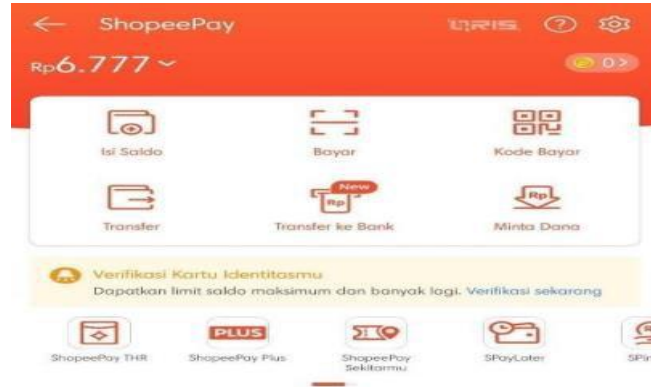 ShopeePay
QRIS
Rp6.777
0 >
Isi Saldo
Bayar
Kode Bayar
New
Rp
Rp
Transfer
Transfer ke Bank
Minta Dana
Verifikasi Kartu Identitasmu
Dapatkan limit saldo maksimum dan banyak lagi. Verifikasi sekarang
PLUS
ShopeePay THR
ShopeePay Plus
ShopeePay
Sekitarmu
SPayLater
SPin